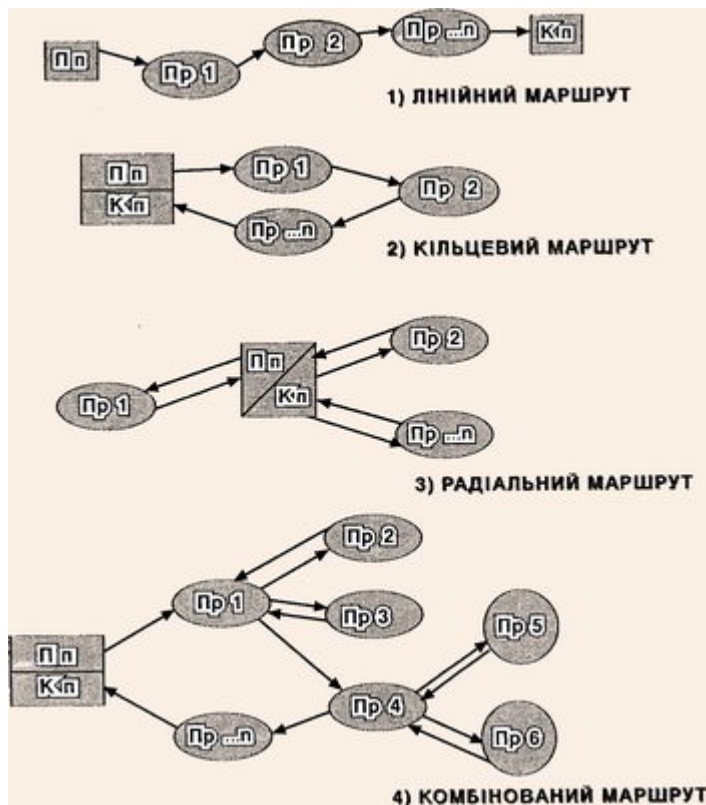 Пп Пр 1 Пр 2 Пр ...n Кп
1) ЛІНІЙНИЙ МАРШРУТ
Пп Пр 1
Кп Пр 2
Пр ...n
2) КІЛЬЦЕВИЙ МАРШРУТ
Пп Пр 2
Пр 1 Кп
Пр ...n
3) РАДІАЛЬНИЙ МАРШРУТ
Пр 2
Пр 1 Пр 3
Пр 5
Пп
Кп Пр 4
Пр ...n Пр 6
4) КОМБІНОВАНИЙ МАРШРУТ